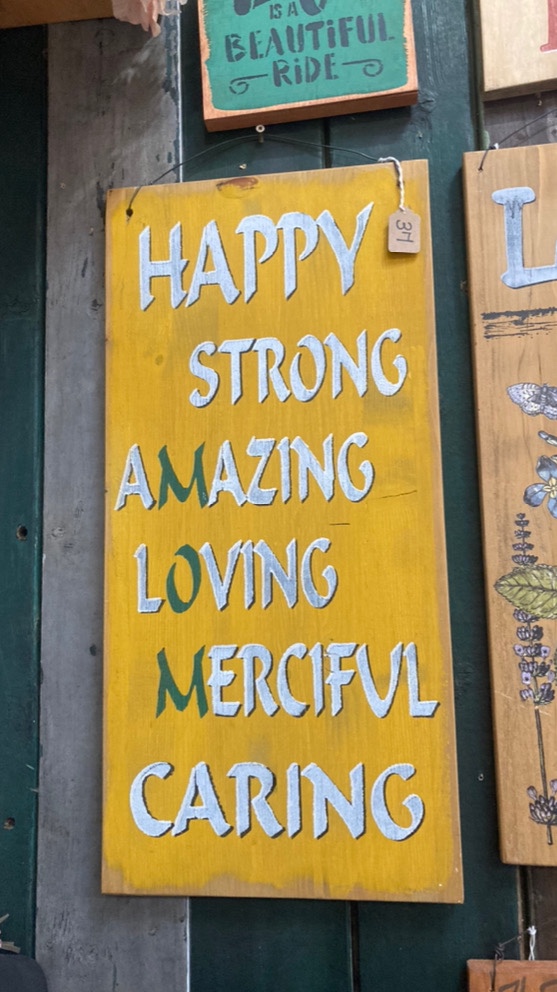 IS A
BEAUTIFUL
RIDE
HAPPY
STRONG
AMAZING
LOVING
MERCIFUL
CARING
L